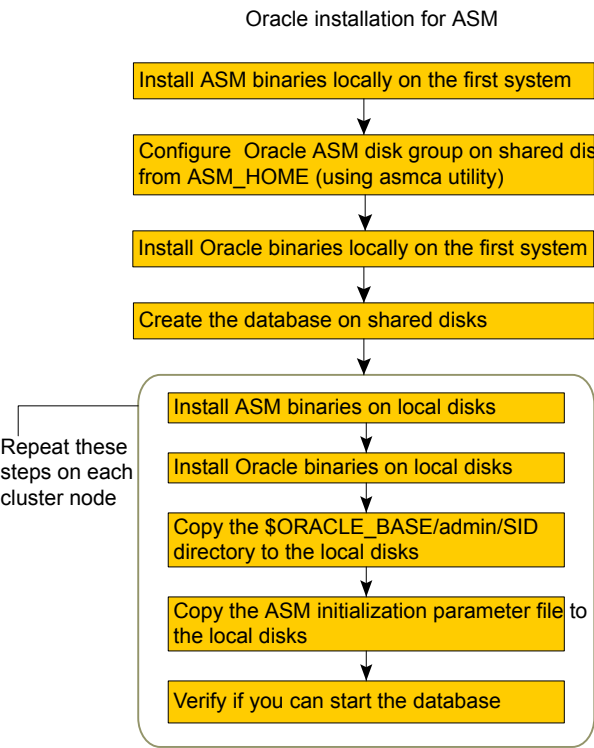 Oracle installation for ASM
Install ASM binaries locally on the first system
Configure Oracle ASM disk group on shared dis
from ASM_HOME (using asmca utility)
Install Oracle binaries locally on the first system
Create the database on shared disks
Repeat these
steps on each
cluster node
Install ASM binaries on local disks
Install Oracle binaries on local disks
Copy the $ORACLE_BASE/admin/SID
directory to the local disks
Copy the ASM initialization parameter file to
the local disks
Verify if you can start the database